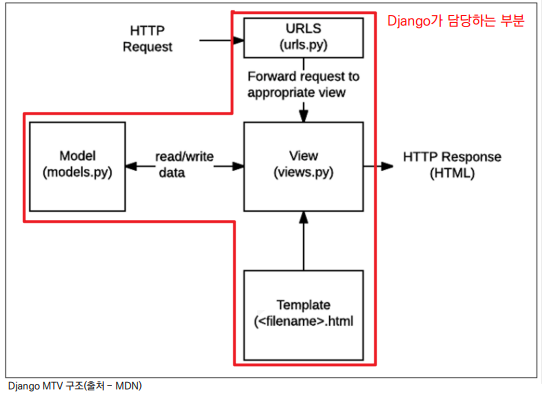 Django가 담당하는 부분
HTTP
Request
URLS
(urls.py)
Forward request to
appropriate view
Model
(models.py)
read/write
data
View
(views.py)
HTTP Response
(HTML)
Template
(<filename>.html
Django MTV 구조(출처 – MDN)